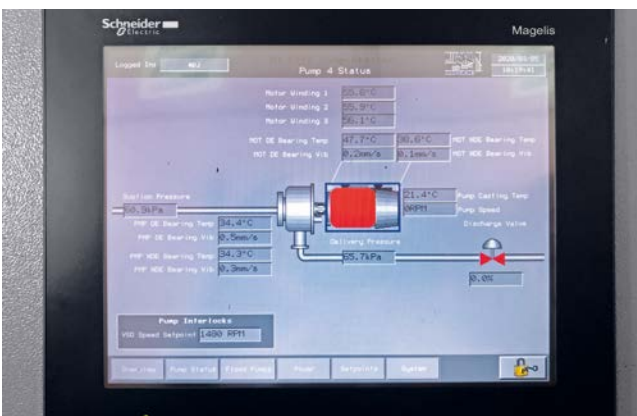 Schneider
Electric
Magelis
Logged In:
Pump 4 Status
Motor Winding 1 55.8°C
Motor Winding 2 55.9°C
Motor Winding 3 56.1°C
MOT DE Bearing Temp 47.7°C 38.6°C MOT NDE Bearing Temp
MOT DE Bearing Vib 0.2mm/s 0.1mm/s MOT NDE Bearing Vib
Suction Pressure
60.9kPa
21.4°C Pump Casting Temp
0RPM Pump Speed
Discharge Valve
PMP DE Bearing Temp 34.4°C
PMP DE Bearing Vib 0.5mm/s
PMP NDE Bearing Temp 34.3°C
PMP NDE Bearing Vib 0.3mm/s
Delivery Pressure
65.7kPa
0.0%
Pump Interlocks
VSD Speed Setpoint 1490 RPM
Overview Pump Status Fixed Pumps Power Setpoints System